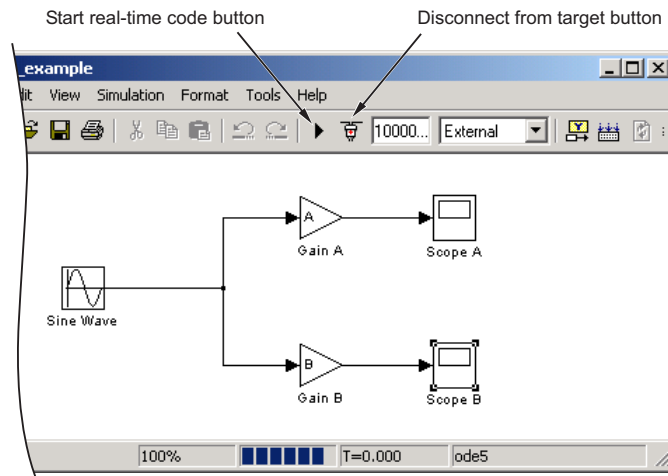 Start real-time code button
Disconnect from target button
_example
View Simulation Format Tools Help
10000... External
A
Gain A
Scope A
Sine Wave
B
Gain B
Scope B
100% T=0.000 ode5